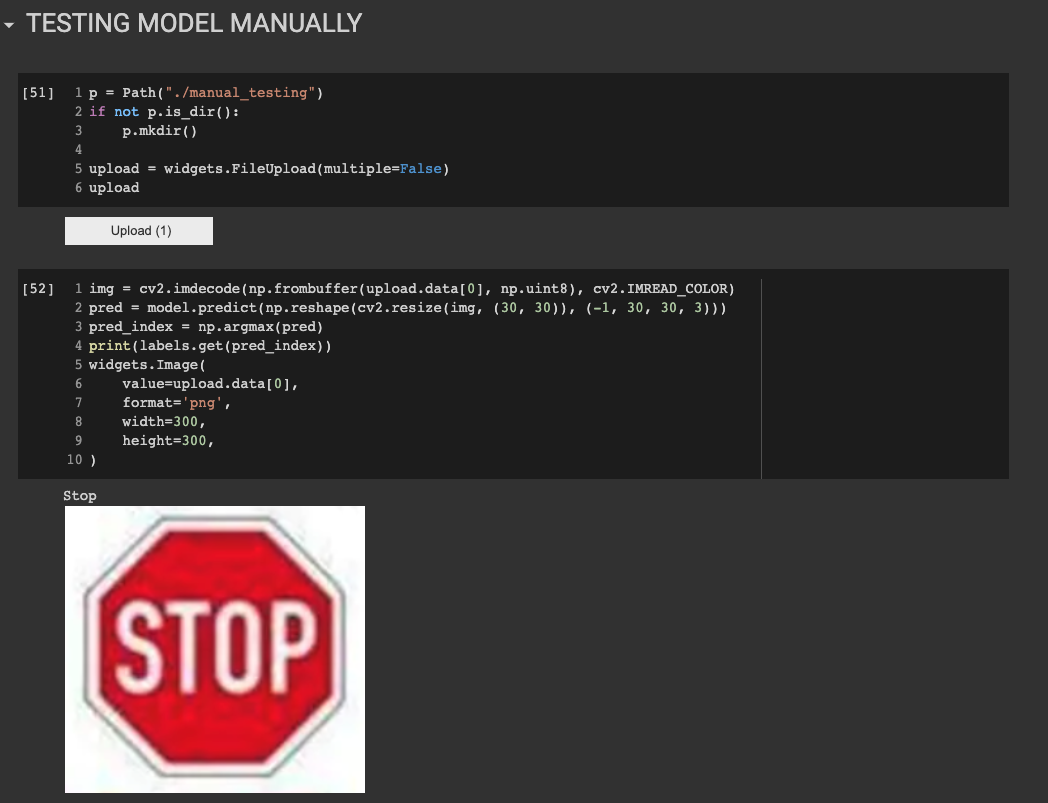 TESTING MODEL MANUALLY
[51] 1 p = Path("./manual_testing")
2 if not p.is_dir():
3     p.mkdir()
4
5 upload = widgets.FileUpload(multiple=False)
6 upload
Upload (1)
[52] 1 img = cv2.imdecode(np.frombuffer(upload.data[0], np.uint8), cv2.IMREAD_COLOR)
2 pred = model.predict(np.reshape(cv2.resize(img, (30, 30)), (-1, 30, 30, 3)))
3 pred_index = np.argmax(pred)
4 print(labels.get(pred_index))
5 widgets.Image(
6     value=upload.data[0],
7     format='png',
8     width=300,
9     height=300,
10 )
Stop
STOP